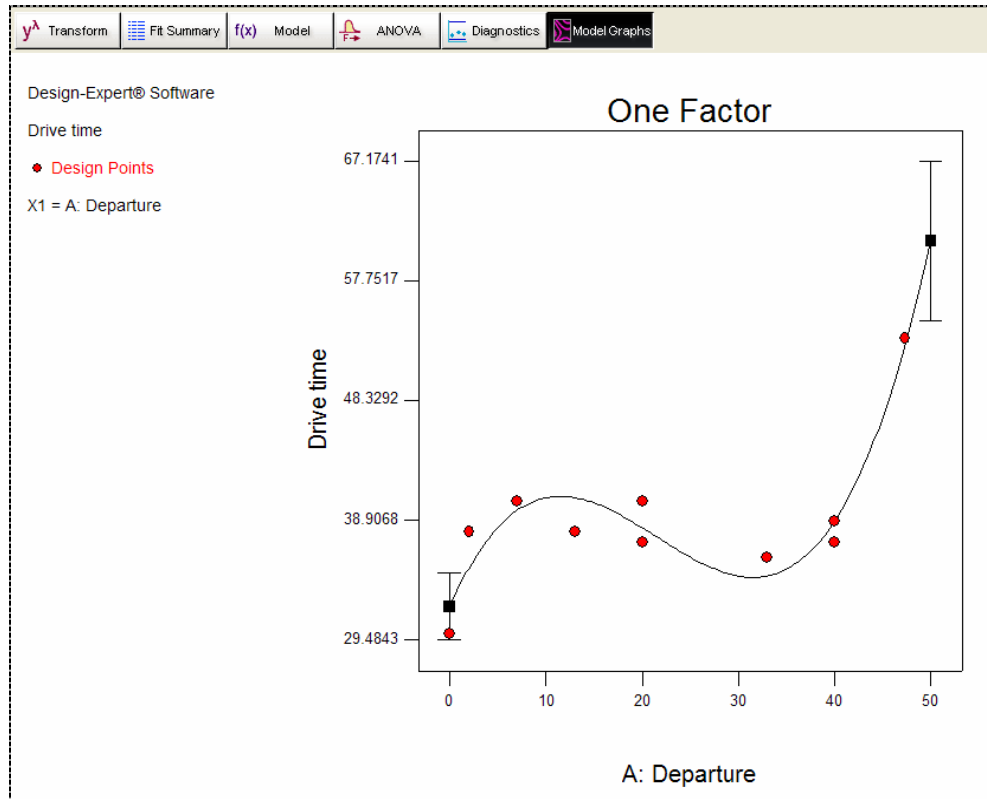 yλ Transform Fit Summary f(x) Model F→ ANOVA Diagnostics Model Graphs
Design-Expert® Software
Drive time
Design Points
X1 = A: Departure
One Factor
67.1741
57.7517
48.3292
38.9068
29.4843
Drive time
0 10 20 30 40 50
A: Departure